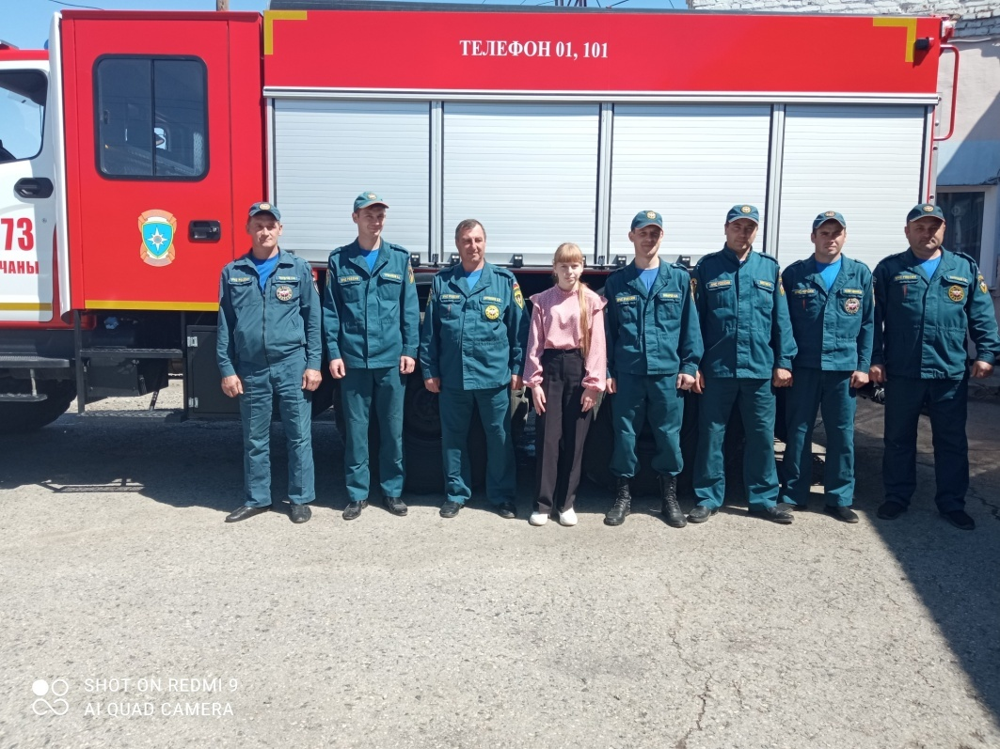 ТЕЛЕФОН 01, 101
73
ЧАНЫ
SHOT ON REDMI 9
AI QUAD CAMERA